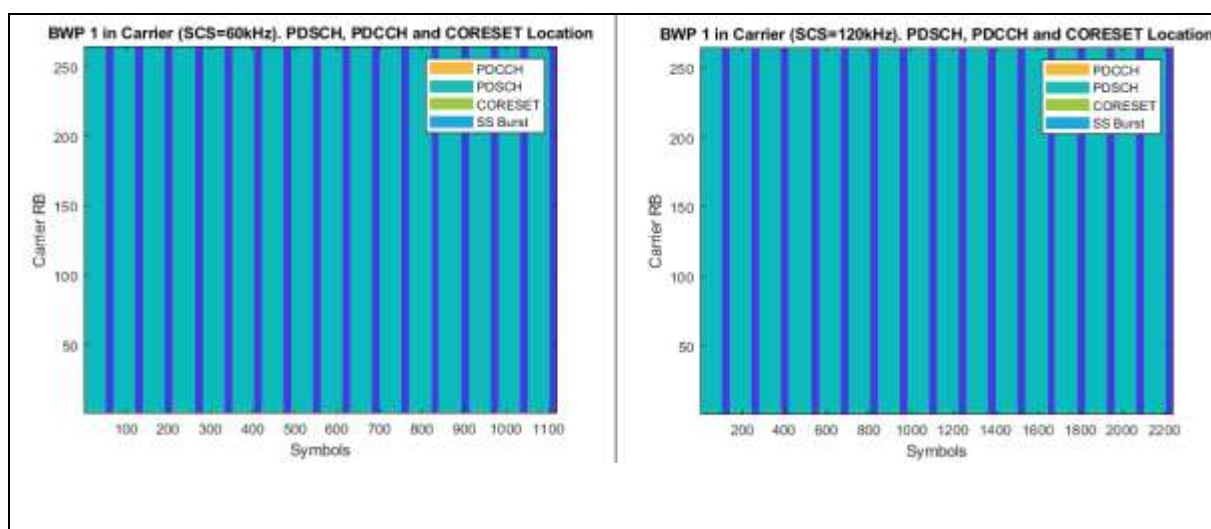 BWP 1 in Carrier (SCS=60kHz). PDSCH, PDCCH and CORESET Location
PDCCH
PDSCH
CORESET
SS Burst
250
200
150
100
50
Carrier RB
100 200 300 400 500 600 700 800 900 1000 1100
Symbols
BWP 1 in Carrier (SCS=120kHz). PDSCH, PDCCH and CORESET Location
PDCCH
PDSCH
CORESET
SS Burst
250
200
150
100
50
Carrier RB
200 400 600 800 1000 1200 1400 1600 1800 2000 2200
Symbols